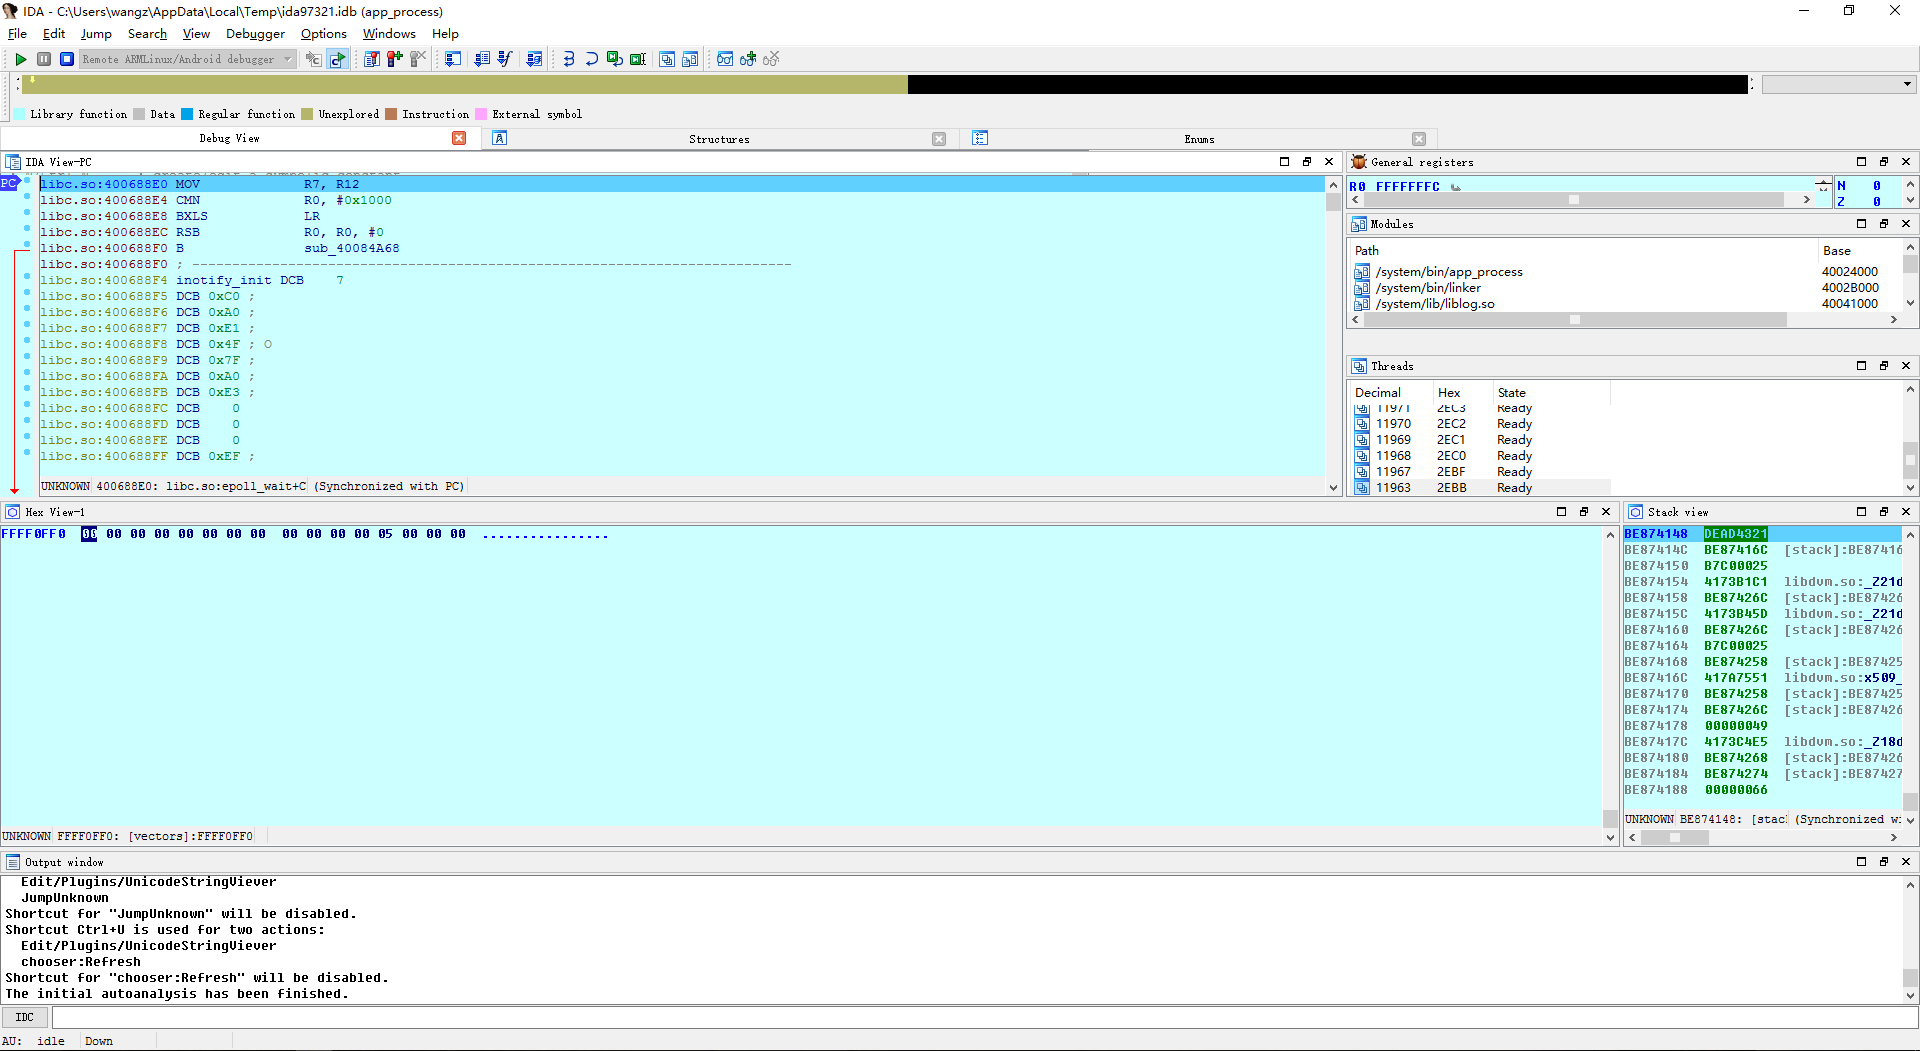 IDA - C:\Users\wangz\AppData\Local\Temp\ida97321.idb (app_process)
File Edit Jump Search View Debugger Options Windows Help
Remote ARMLinux/Android debugger
Library function Data Regular function Unexplored Instruction External symbol
Debug View Structures Enums
IDA View-PC
PC
libc.so:400688E0 MOV R7, R12
libc.so:400688E4 CMN R0, #0x1000
libc.so:400688E8 BXLS LR
libc.so:400688EC RSB R0, R0, #0
libc.so:400688F0 B sub_40084A68
libc.so:400688F0 ; ---------------------------------------------------------------------------
libc.so:400688F4 inotify_init DCB 7
libc.so:400688F5 DCB 0xC0 ;
libc.so:400688F6 DCB 0xA0 ;
libc.so:400688F7 DCB 0xE1 ;
libc.so:400688F8 DCB 0x4F ; O
libc.so:400688F9 DCB 0x7F ;
libc.so:400688FA DCB 0xA0 ;
libc.so:400688FB DCB 0xE3 ;
libc.so:400688FC DCB 0
libc.so:400688FD DCB 0
libc.so:400688FE DCB 0
libc.so:400688FF DCB 0xEF ;
UNKNOWN 400688E0: libc.so:epoll_wait+C (Synchronized with PC)
General registers
R0 FFFFFFFC
N 0
Z 0
Modules
Path Base
/system/bin/app_process 40024000
/system/bin/linker 4002B000
/system/lib/liblog.so 40041000
Threads
Decimal Hex State
11971 2EC3 Ready
11970 2EC2 Ready
11969 2EC1 Ready
11968 2EC0 Ready
11967 2EBF Ready
11963 2EBB Ready
Hex View-1
FFFF0FF0 00 00 00 00 00 00 00 00 00 00 00 00 05 00 00 00 ................
UNKNOWN FFFF0FF0: [vectors]:FFFF0FF0
Stack view
BE874148 DEAD4321
BE87414C BE87416C [stack]:BE87416
BE874150 B7C00025
BE874154 4173B1C1 libdvm.so:_Z21d
BE874158 BE87426C [stack]:BE87426
BE87415C 4173B45D libdvm.so:_Z21d
BE874160 BE87426C [stack]:BE87426
BE874164 B7C00025
BE874168 BE874258 [stack]:BE87425
BE87416C 417A7551 libdvm.so:x509_
BE874170 BE874258 [stack]:BE87425
BE874174 BE87426C [stack]:BE87426
BE874178 00000049
BE87417C 4173C4E5 libdvm.so:_Z18d
BE874180 BE874268 [stack]:BE87426
BE874184 BE874274 [stack]:BE87427
BE874188 00000066
UNKNOWN BE874148: [stac (Synchronized wi
Output window
Edit/Plugins/UnicodeStringViever
JumpUnknown
Shortcut for "JumpUnknown" will be disabled.
Shortcut Ctrl+U is used for two actions:
Edit/Plugins/UnicodeStringViever
chooser:Refresh
Shortcut for "chooser:Refresh" will be disabled.
The initial autoanalysis has been finished.
IDC
AU: idle Down